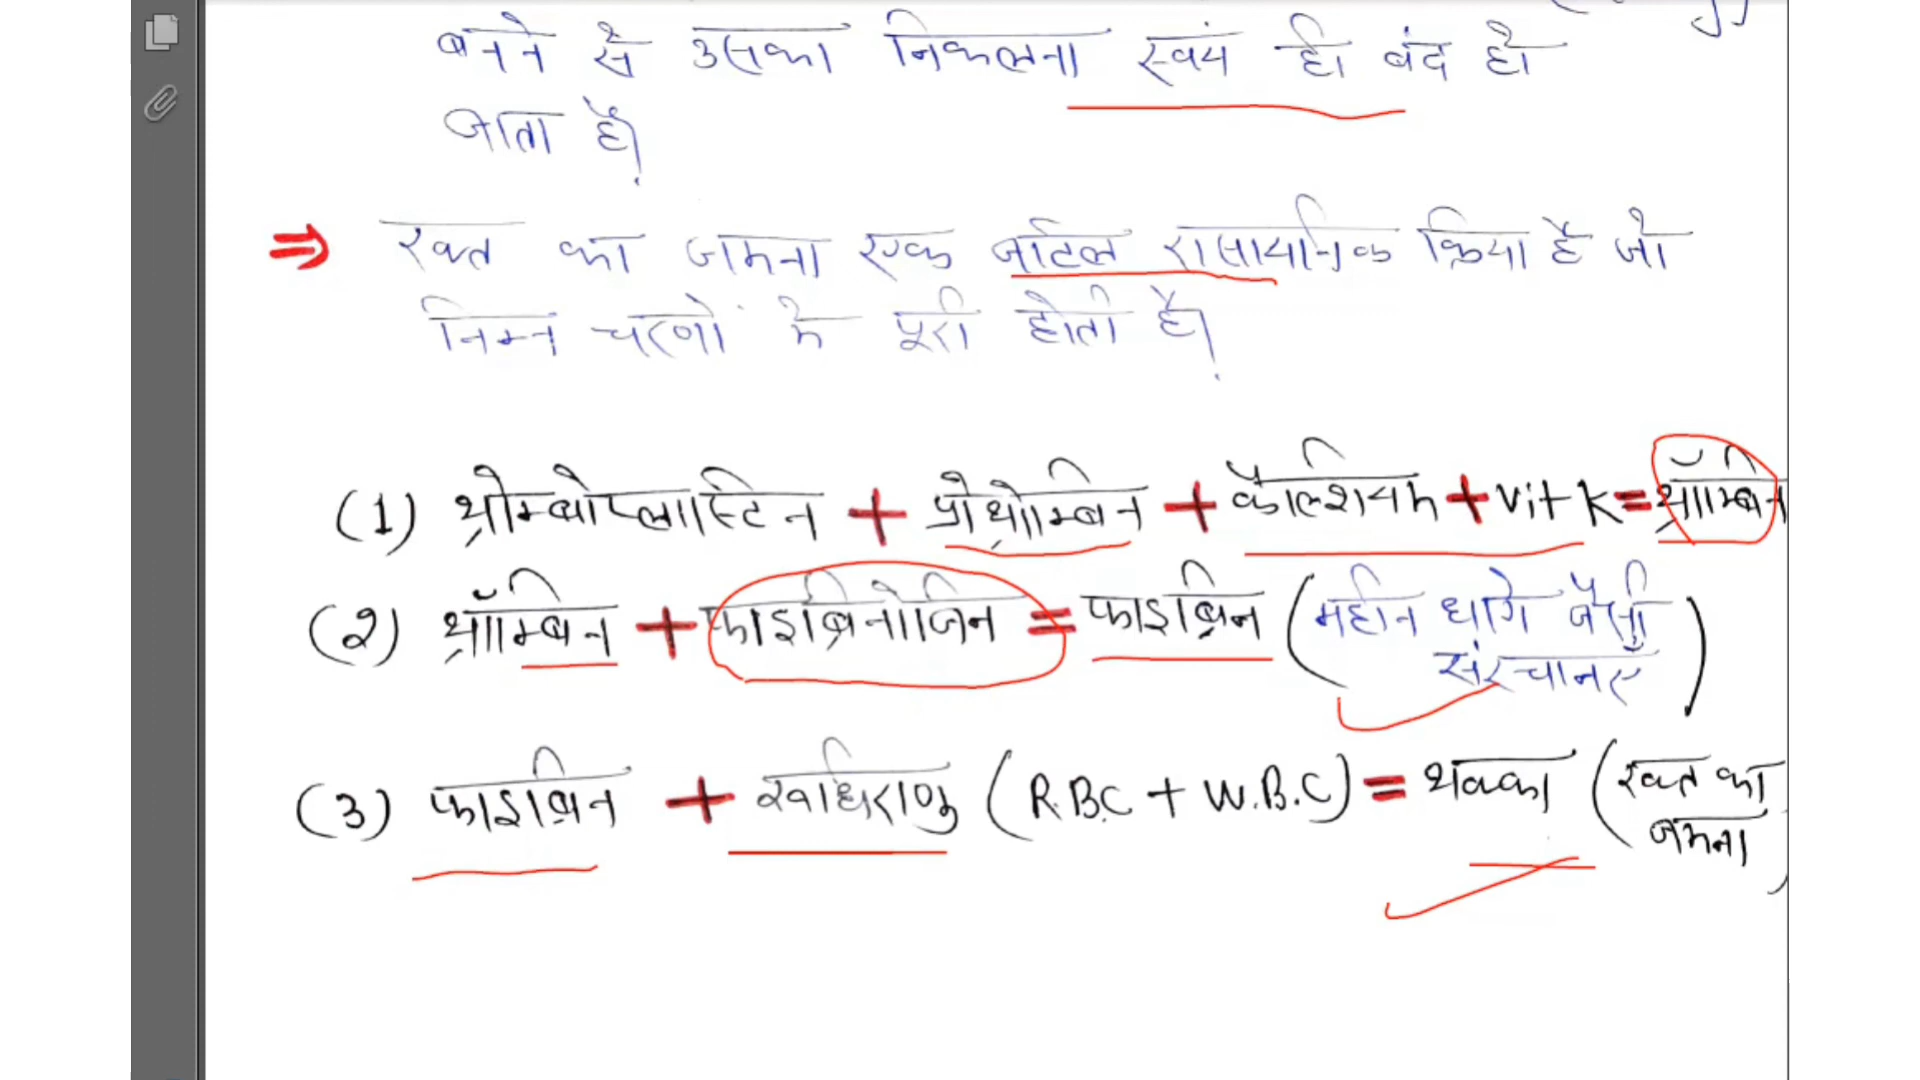 बनने से उसका निकलना स्वयं ही बंद हो
जाता है।
⇒ रक्त का जमना एक जटिल रासायनिक क्रिया है जो
निम्न चरणों में पूरी होती है।
(1) थ्रोम्बोप्लास्टिन + प्रोथोम्बिन + कैल्शियम + vit K = थ्रॉम्बिन
(2) थ्रॉम्बिन + फाइब्रिनोजिन = फाइब्रिन (महीन धागे जैसी
संरचानाए)
(3) फाइब्रिन + रूधिराणु (R.B.C + W.B.C) = थक्का (रक्त का
जमना)